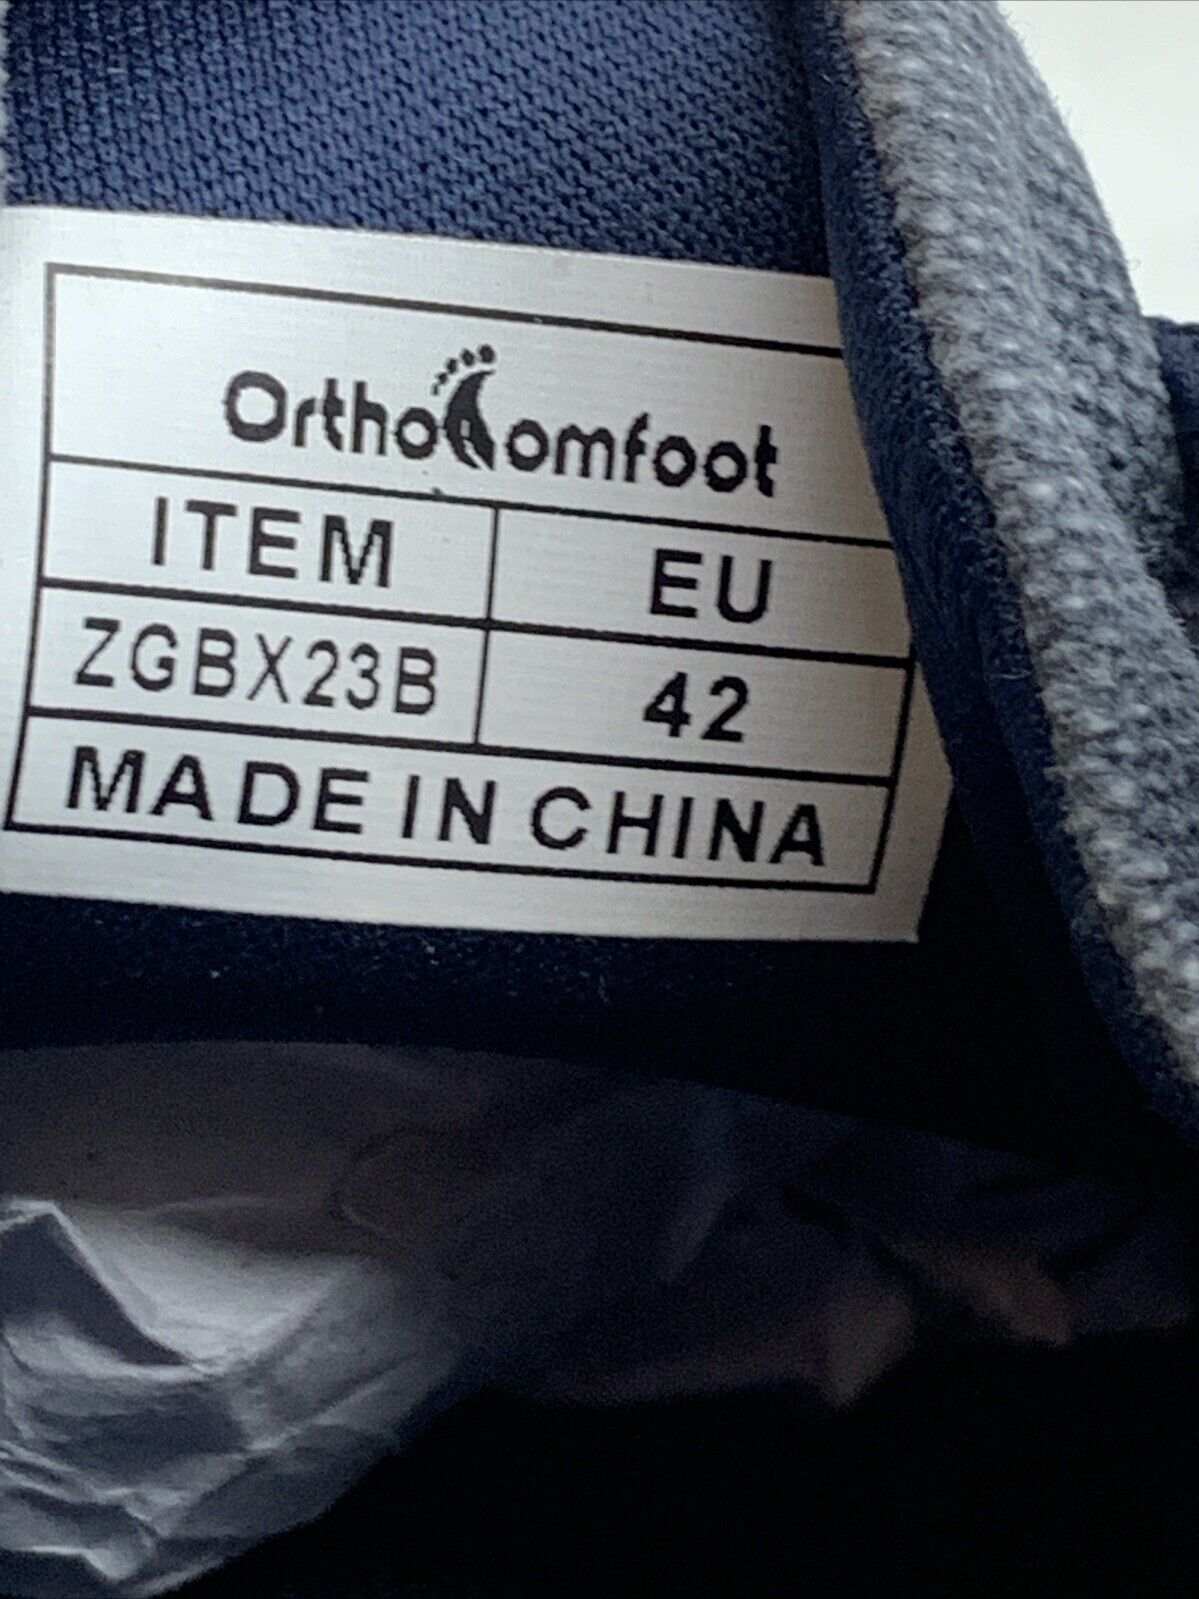 OrthoComfoot
ITEM EU
ZGBX23B 42
MADE IN CHINA